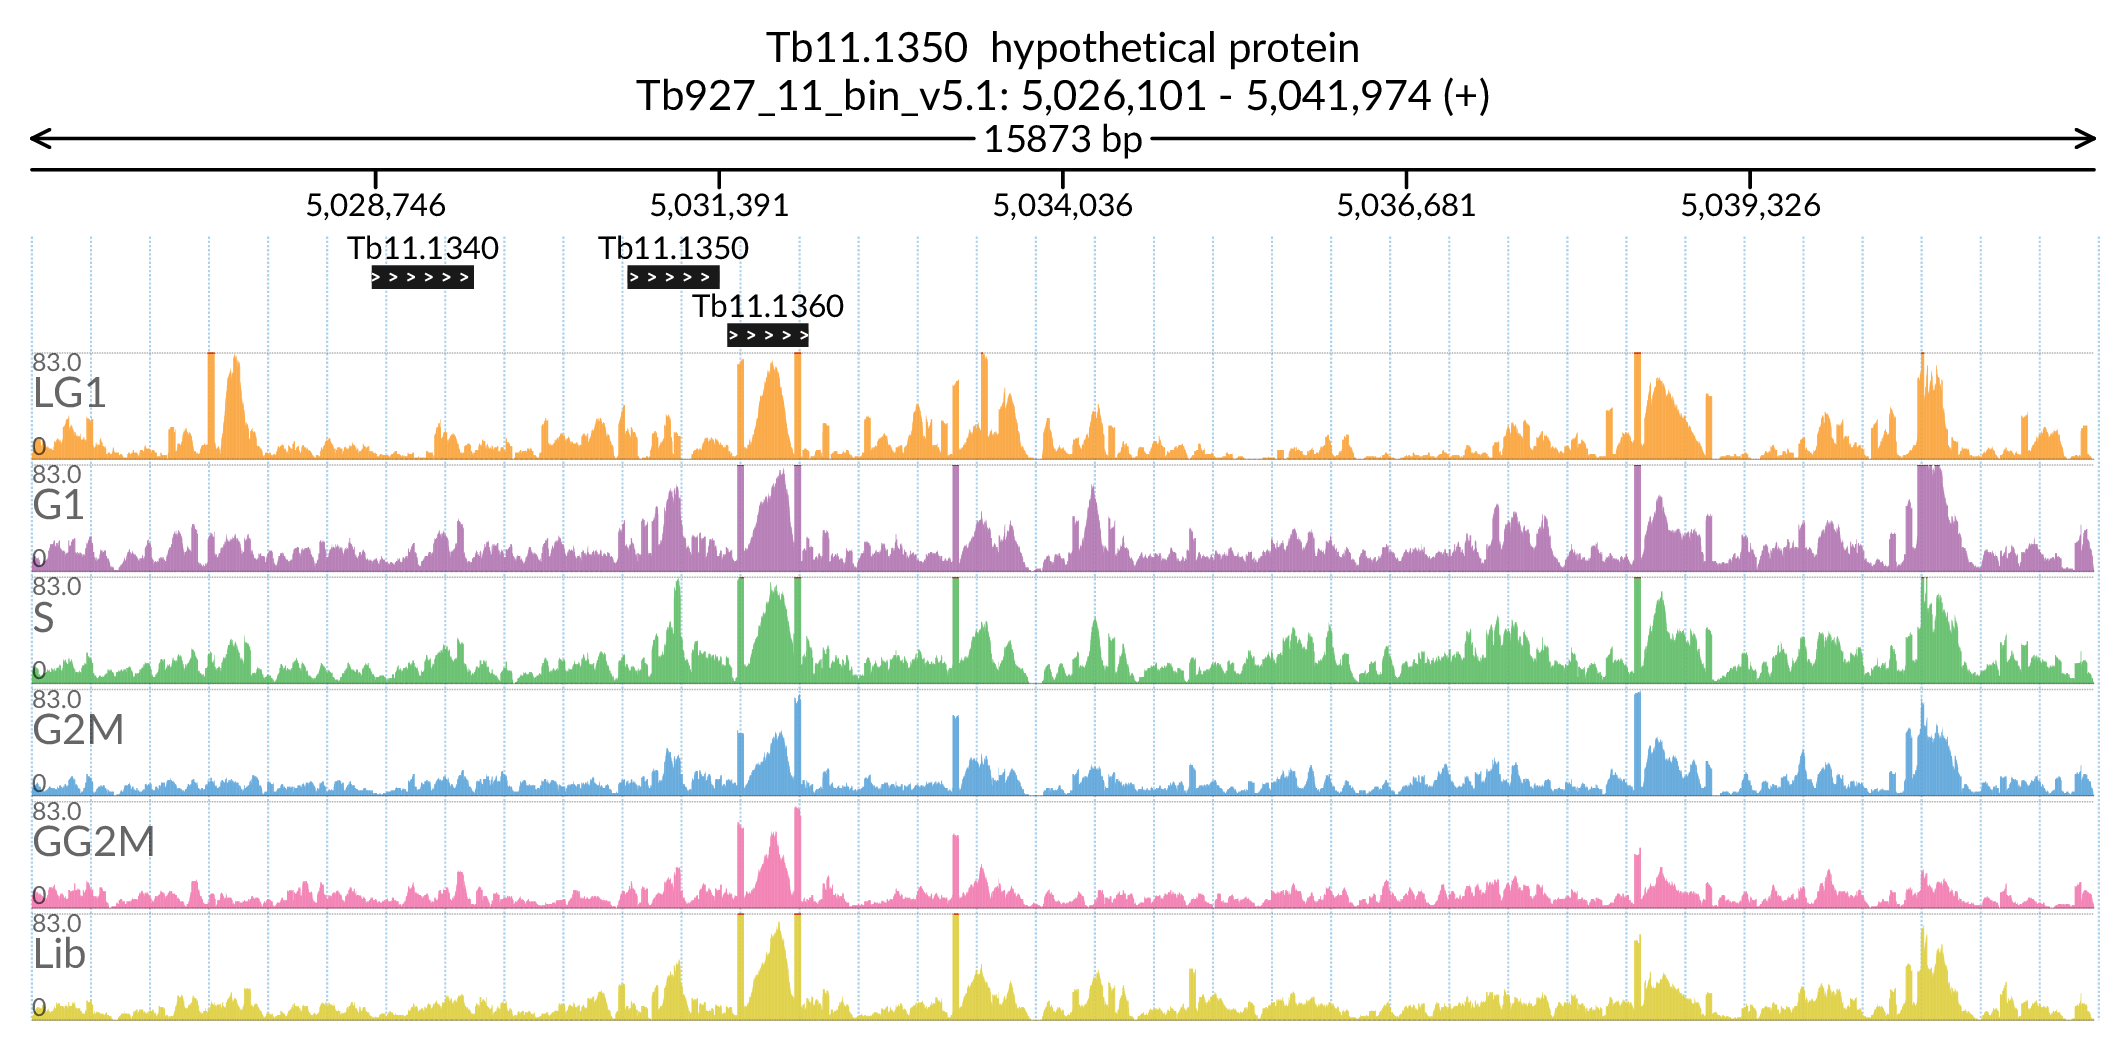 Tb11.1350  hypothetical protein
Tb927_11_bin_v5.1: 5,026,101 - 5,041,974 (+)
15873 bp
5,028,746 5,031,391 5,034,036 5,036,681 5,039,326
Tb11.1340 Tb11.1350
> > > > > > > > > > >
Tb11.1360
> > > > >
83.0
LG1
0
83.0
G1
0
83.0
S
0
83.0
G2M
0
83.0
GG2M
0
83.0
Lib
0